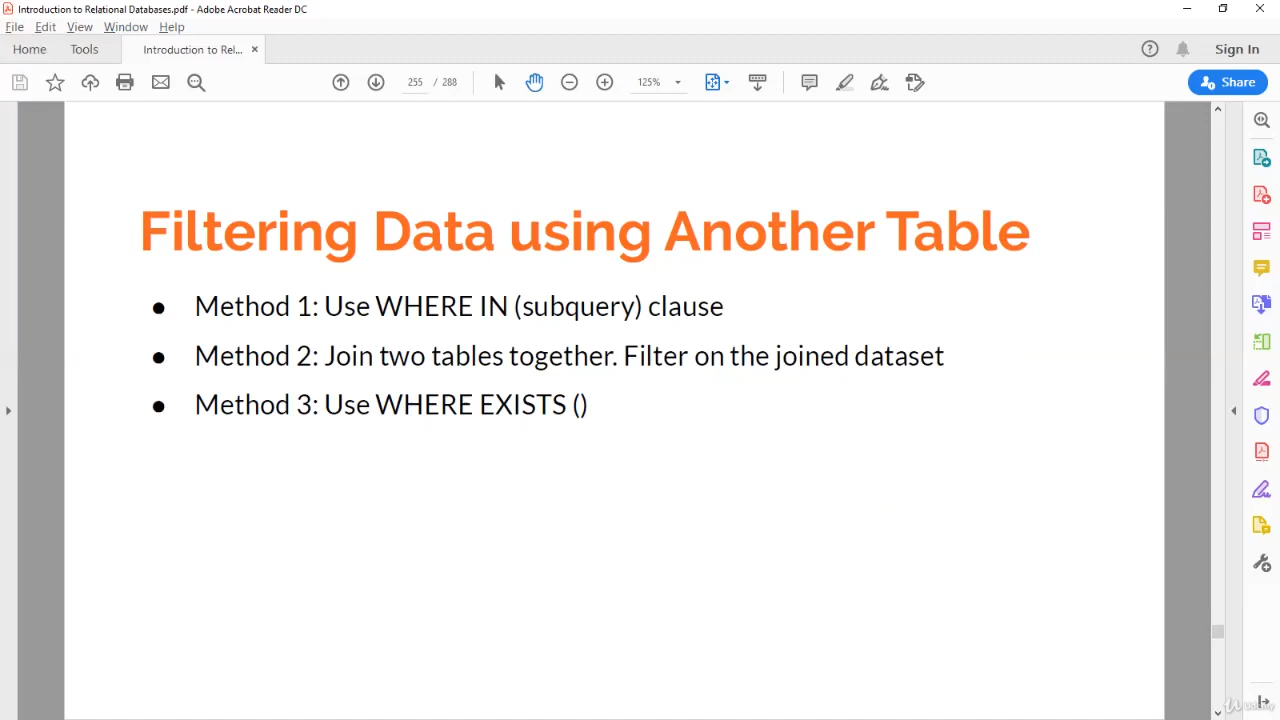 Introduction to Relational Databases.pdf - Adobe Acrobat Reader DC
File Edit View Window Help
Home Tools Introduction to Rel... × Sign In
255 / 288 125% Share
Filtering Data using Another Table
● Method 1: Use WHERE IN (subquery) clause
● Method 2: Join two tables together. Filter on the joined dataset
● Method 3: Use WHERE EXISTS ()
Udemy